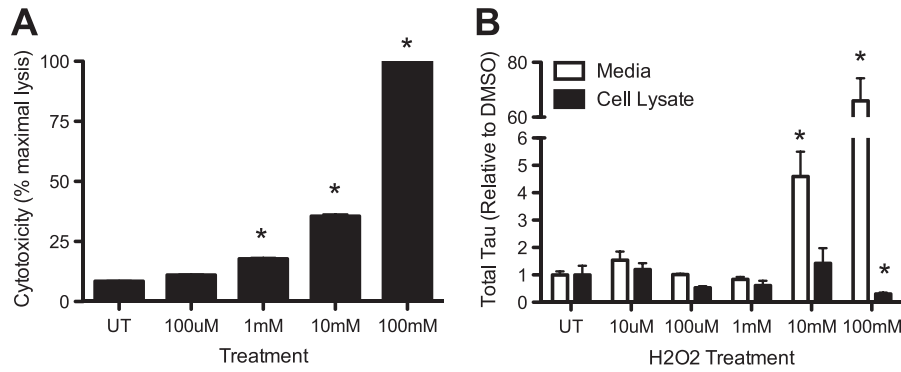 A
Cytotoxicity (% maximal lysis)
100
75
50
25
0
*
*
*
*
UT 100uM 1mM 10mM 100mM
Treatment
B
Total Tau (Relative to DMSO)
80
60
6
5
4
3
2
1
0
Media
Cell Lysate
*
*
*
UT 10uM 100uM 1mM 10mM 100mM
H2O2 Treatment